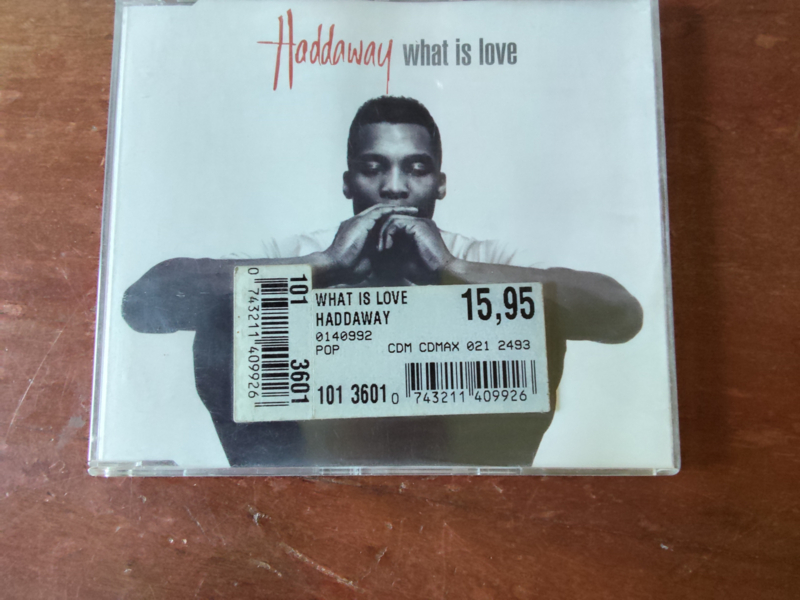 Haddaway what is love
WHAT IS LOVE 15,95
HADDAWAY
0140992
POP CDM CDMAX 021 2493
101 3601 0 743211 409926
101 3601
0 743211 409926